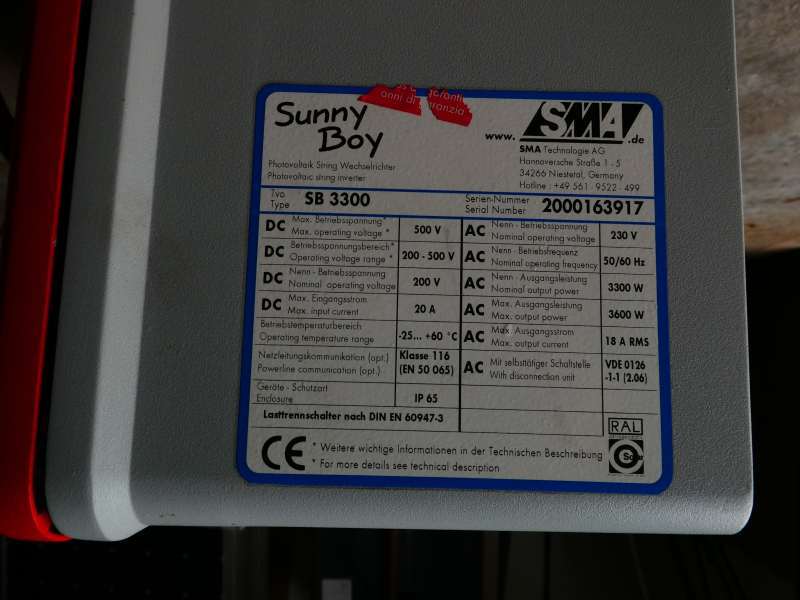 anni di garanzia
Sunny
Boy
www. SMA .de
SMA Technologie AG
Hannoversche Straße 1 - 5
34266 Niestetal, Germany
Hotline : +49 561 - 9522 - 499
Photovoltaik String Wechselrichter
Photovoltaic string inverter
Typ
Type SB 3300
Serien-Nummer
Serial Number 2000163917
DC Max. Betriebsspannung*
Max. operating voltage * 500 V
AC Nenn - Betriebsspannung
Nominal operating voltage 230 V
DC Betriebsspannungsbereich*
Operating voltage range * 200 - 500 V
AC Nenn - Betriebsfrequenz
Nominal operating frequency 50/60 Hz
DC Nenn - Betriebsspannung
Nominal operating voltage 200 V
AC Nenn - Ausgangsleistung
Nominal output power 3300 W
DC Max. Eingangsstrom
Max. input current 20 A
AC Max. Ausgangsleistung
Max. output power 3600 W
Betriebstemperaturbereich
Operating temperature range -25... +60 °C
AC Max. Ausgangsstrom
Max. output current 18 A RMS
Netzleitungskommunikation (opt.)
Powerline communication (opt.) Klasse 116
(EN 50 065)
AC Mit selbsttätiger Schaltstelle
With disconnection unit VDE 0126
-1-1 (2.06)
Geräte - Schutzart
Enclosure IP 65
Lasttrennschalter nach DIN EN 60947-3
CE * Weitere wichtige Informationen in der Technischen Beschreibung
* For more details see technical description
RAL
Solar